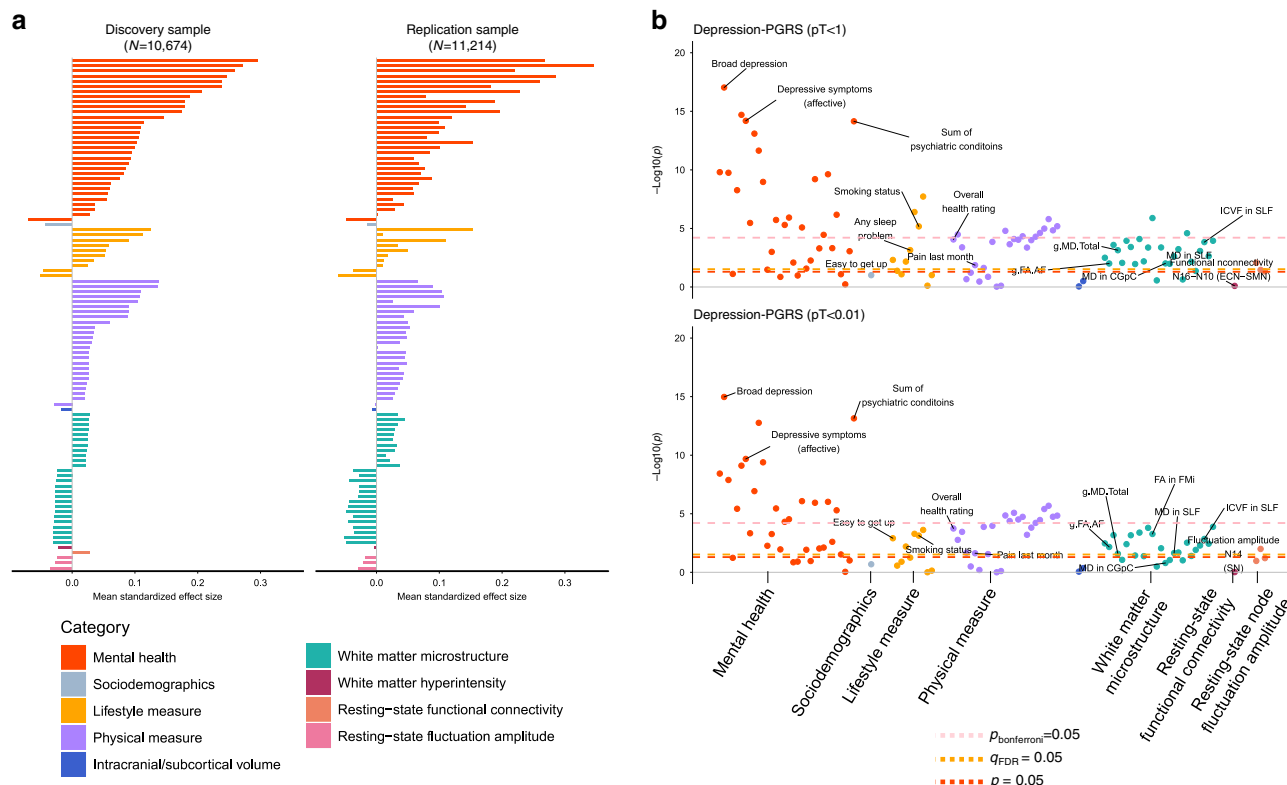 a
Discovery sample
(N=10,674)
Replication sample
(N=11,214)
0.0
0.1
0.2
0.3
0.0
0.1
0.2
0.3
Mean standardized effect size
Mean standardized effect size
Category
Mental health
Sociodemographics
Lifestyle measure
Physical measure
Intracranial/subcortical volume
White matter microstructure
White matter hyperintensity
Resting−state functional connectivity
Resting−state fluctuation amplitude
b
Depression-PGRS (pT<1)
20
15
10
5
0
−Log10(p)
Broad depression
Depressive symptoms
(affective)
Sum of
psychiatric conditoins
Smoking status
Overall
health rating
Any sleep
problem
Easy to get up
Pain last month
ICVF in SLF
g.MD.Total
g.FA.AF
MD in SLF
MD in CGpC
Functional nconnectivity
N16−N10 (ECN−SMN)
Depression-PGRS (pT<0.01)
20
15
10
5
0
−Log10(p)
Broad depression
Sum of
psychiatric conditoins
Depressive symptoms
(affective)
Overall
health rating
Easy to get up
Smoking status
Pain last month
FA in FMi
g.MD.Total
MD in SLF
ICVF in SLF
g.FA.AF
MD in CGpC
Fluctuation amplitude
N14
(SN)
Mental health
Sociodemographics
Lifestyle measure
Physical measure
White matter
microstructure
Resting-state
functional connectivity
Resting-state node
fluctuation amplitude
pbonferroni=0.05
qFDR = 0.05
p = 0.05